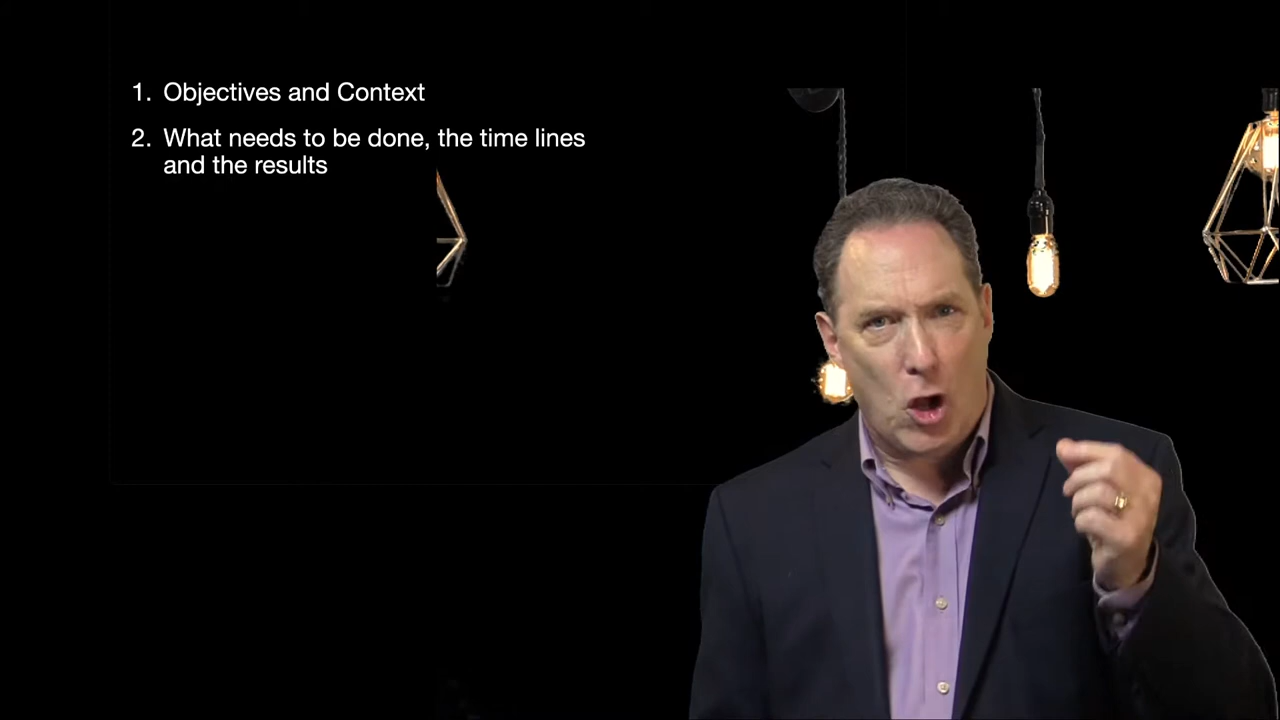 1. Objectives and Context
2. What needs to be done, the time lines
and the results